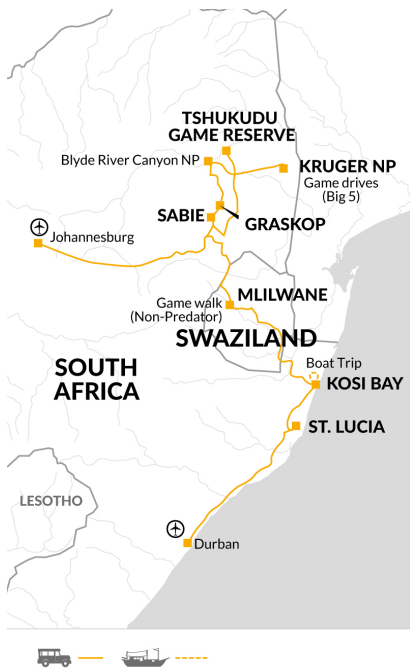 TSHUKUDU
GAME RESERVE
Blyde River Canyon NP
KRUGER NP
Game drives
(Big 5)
SABIE
GRASKOP
Johannesburg
MLILWANE
Game walk
(Non-Predator)
SWAZILAND
Boat Trip
SOUTH
AFRICA
KOSI BAY
ST. LUCIA
LESOTHO
Durban